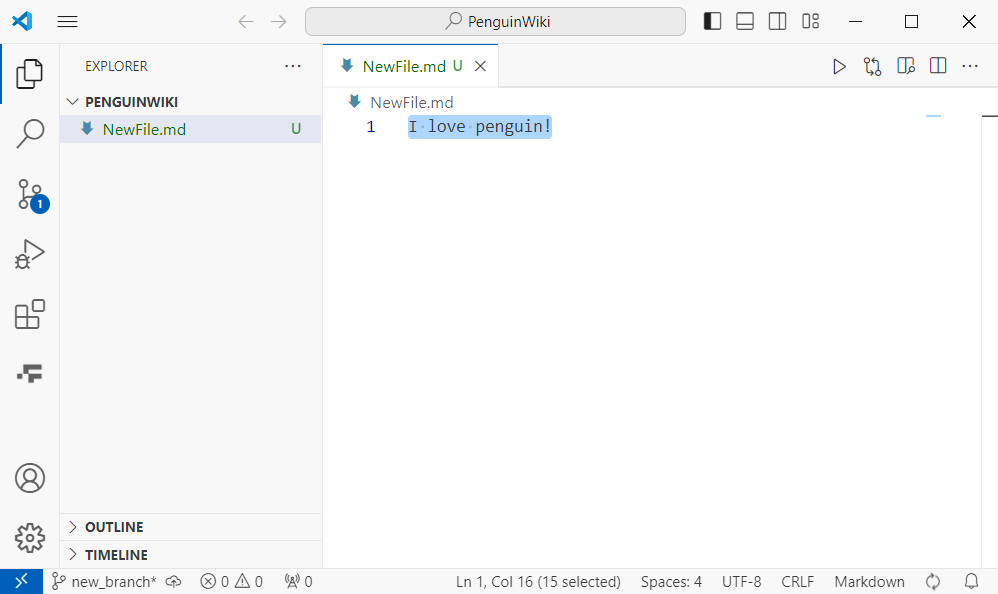 PenguinWiki
EXPLORER
NewFile.md U
PENGUINWIKI
NewFile.md U
NewFile.md
1 I love penguin!
1
OUTLINE
TIMELINE
new_branch* 0 0 0 Ln 1, Col 16 (15 selected) Spaces: 4 UTF-8 CRLF Markdown